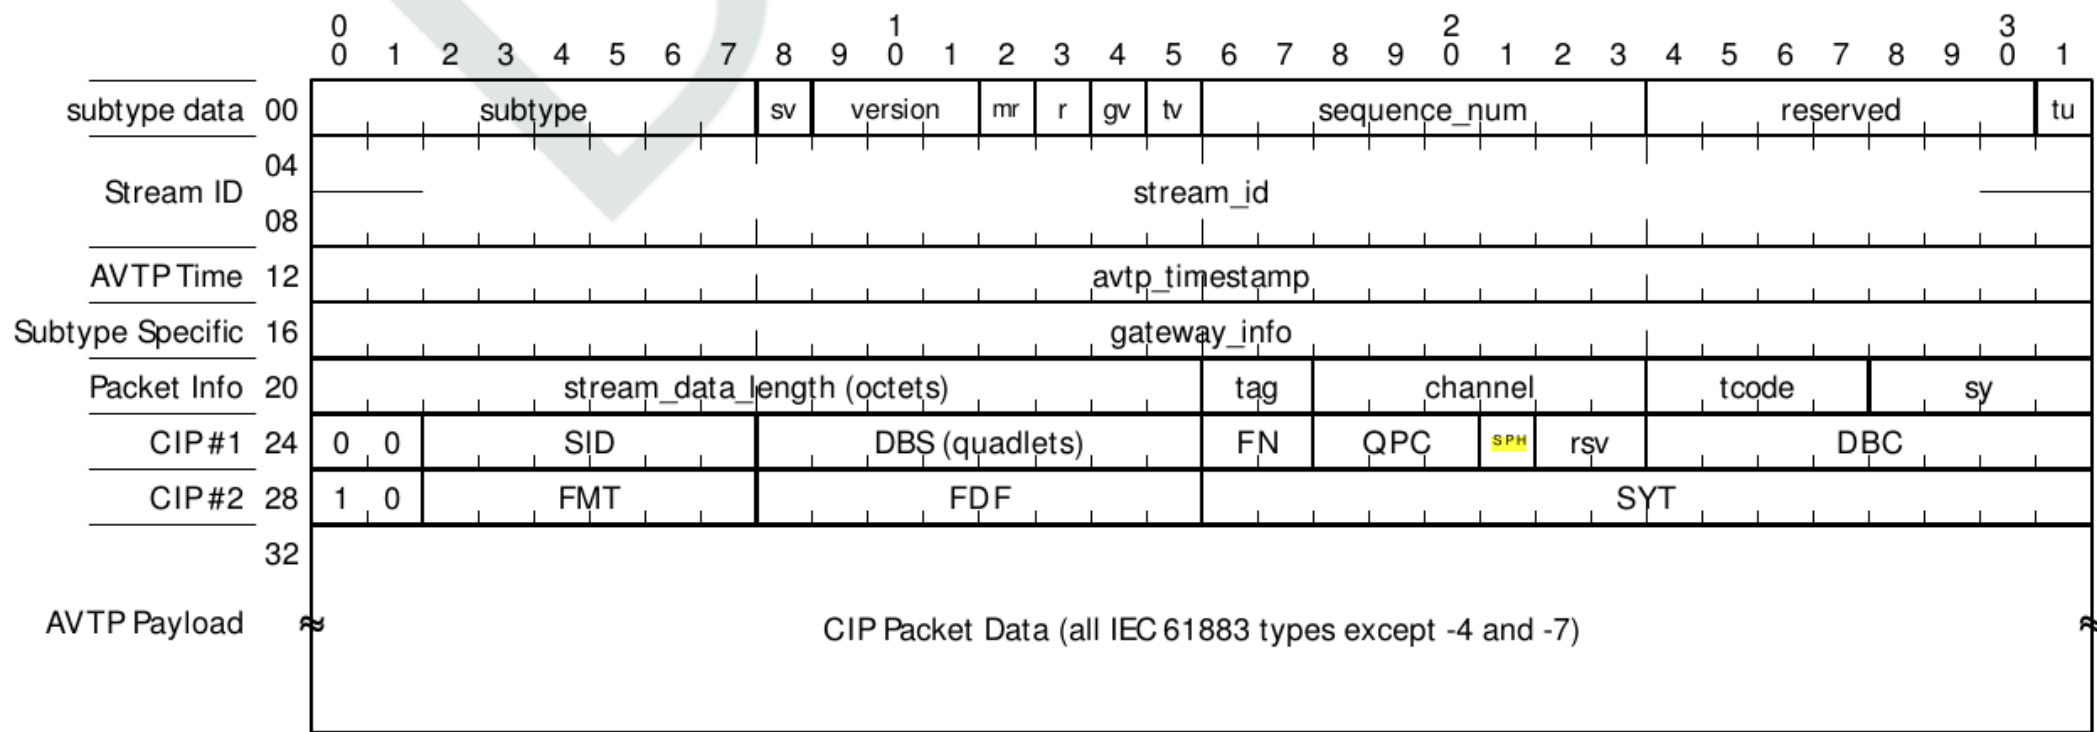 0 1 2 3
0 1 2 3 4 5 6 7 8 9 0 1 2 3 4 5 6 7 8 9 0 1 2 3 4 5 6 7 8 9 0 1
subtype data 00 subtype sv version mr r gv tv sequence_num reserved tu
04
Stream ID stream_id
08
AVTP Time 12 avtp_timestamp
Subtype Specific 16 gateway_info
Packet Info 20 stream_data_length (octets) tag channel tcode sy
CIP #1 24 0 0 SID DBS (quadlets) FN QPC SPH rsv DBC
CIP #2 28 1 0 FMT FDF SYT
32
AVTP Payload CIP Packet Data (all IEC 61883 types except -4 and -7)